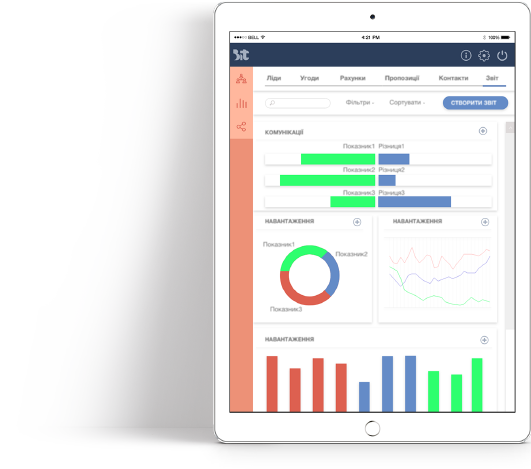 BELL 4:21 PM 100%
Bit
Ліди Угоди Рахунки Пропозиції Контакти Звіт
Фільтри Сортувати СТВОРИТИ ЗВІТ
КОМУНІКАЦІЇ
Показник1 Різниця1
Показник2 Різниця2
Показник3 Різниця3
НАВАНТАЖЕННЯ НАВАНТАЖЕННЯ
Показник1
Показник2
Показник3
НАВАНТАЖЕННЯ